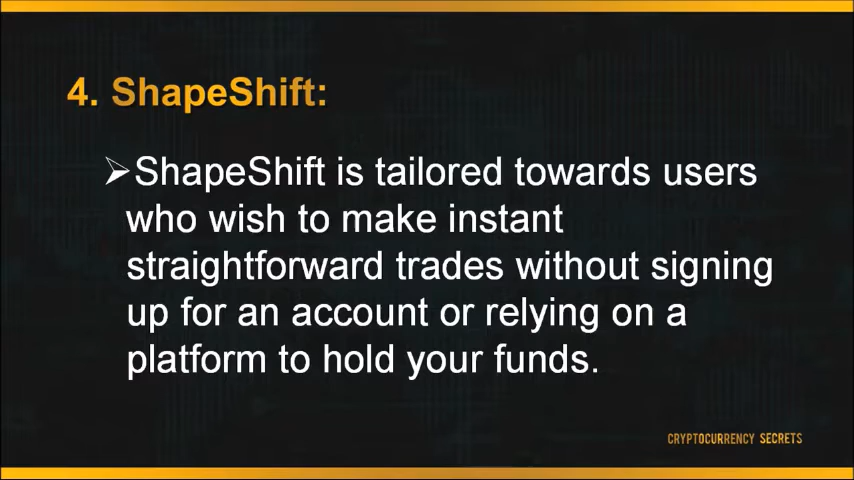 4. ShapeShift:
➢ShapeShift is tailored towards users
who wish to make instant
straightforward trades without signing
up for an account or relying on a
platform to hold your funds.
CRYPTOCURRENCY SECRETS